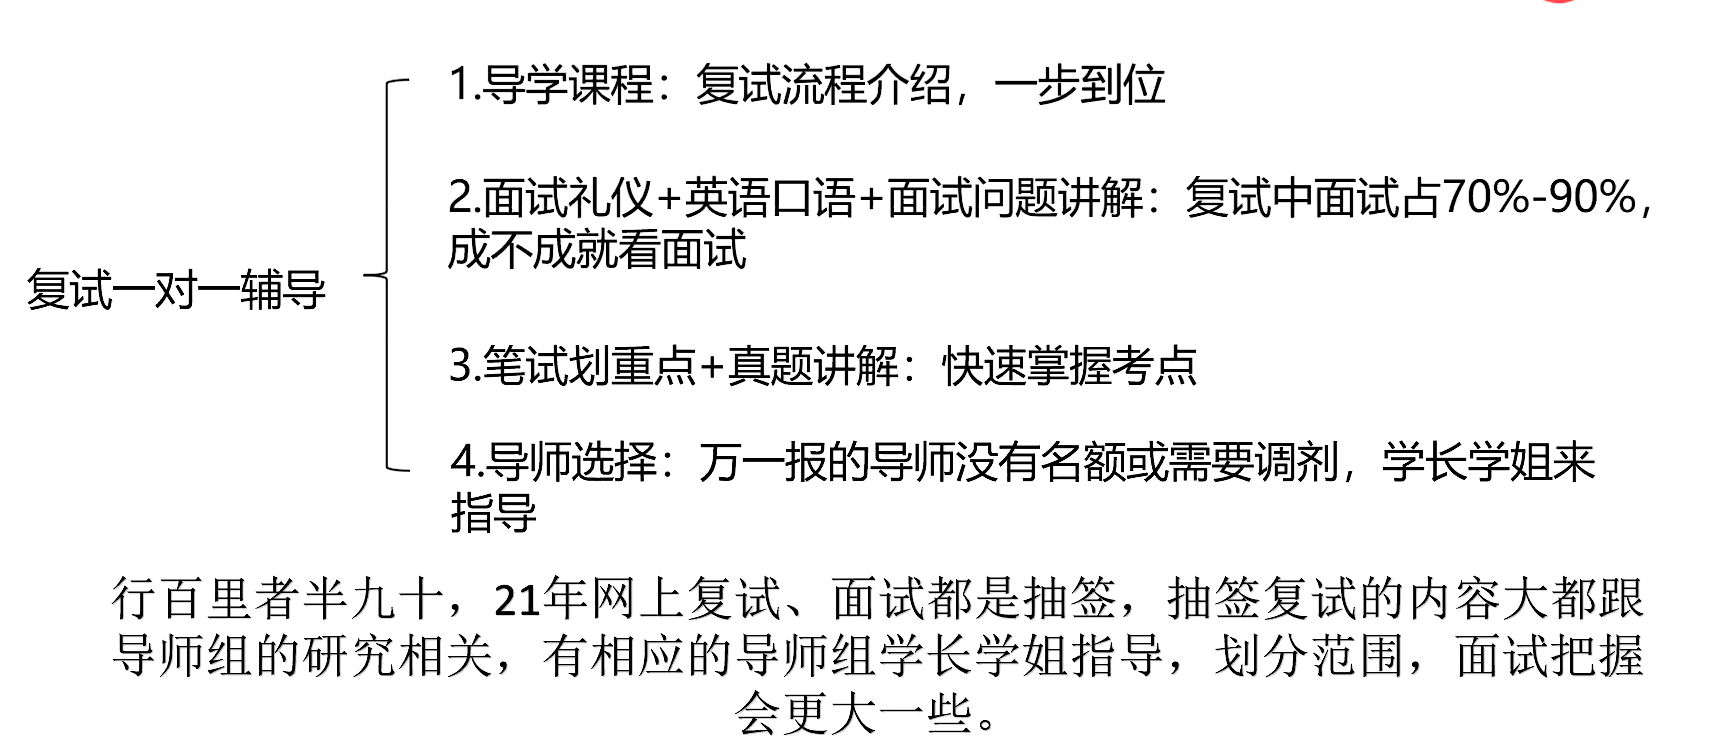 1.导学课程：复试流程介绍，一步到位
2.面试礼仪+英语口语+面试问题讲解：复试中面试占70%-90%，
成不成就看面试
复试一对一辅导
3.笔试划重点+真题讲解：快速掌握考点
4.导师选择：万一报的导师没有名额或需要调剂，学长学姐来
指导
行百里者半九十，21年网上复试、面试都是抽签，抽签复试的内容大都跟
导师组的研究相关，有相应的导师组学长学姐指导，划分范围，面试把握
会更大一些。